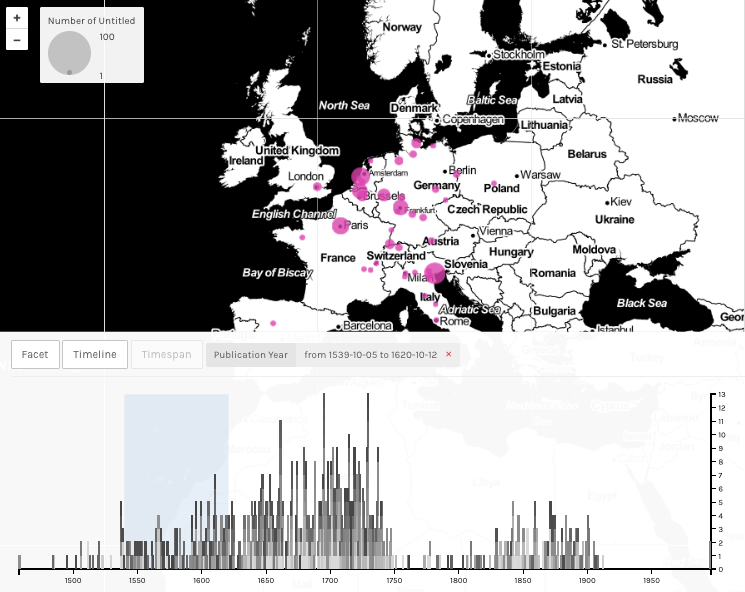 +
−
Number of Untitled
100
1
Norway
Stockholm
St. Petersburg
Estonia
Russia
North Sea
Denmark
Baltic Sea
Latvia
Copenhagen
Lithuania
Moscow
United Kingdom
Ireland
Belarus
London
Amsterdam
Berlin
Warsaw
Germany
Poland
Brussels
Kiev
English Channel
Frankfurt
Czech Republic
Ukraine
Paris
Vienna
Austria
France
Switzerland
Hungary
Moldova
Slovenia
Bay of Biscay
Milan
Romania
Italy
Black Sea
Adriatic Sea
Bulgaria
Geor
Barcelona
Rome
Istanbul
Facet
Timeline
Timespan
Publication Year
from 1539-10-05 to 1620-10-12
×
Turkey
Cyprus
Libya
Egypt
13
12
11
10
9
8
7
6
5
4
3
2
1
0
1500 1550 1600 1650 1700 1750 1800 1850 1900 1950